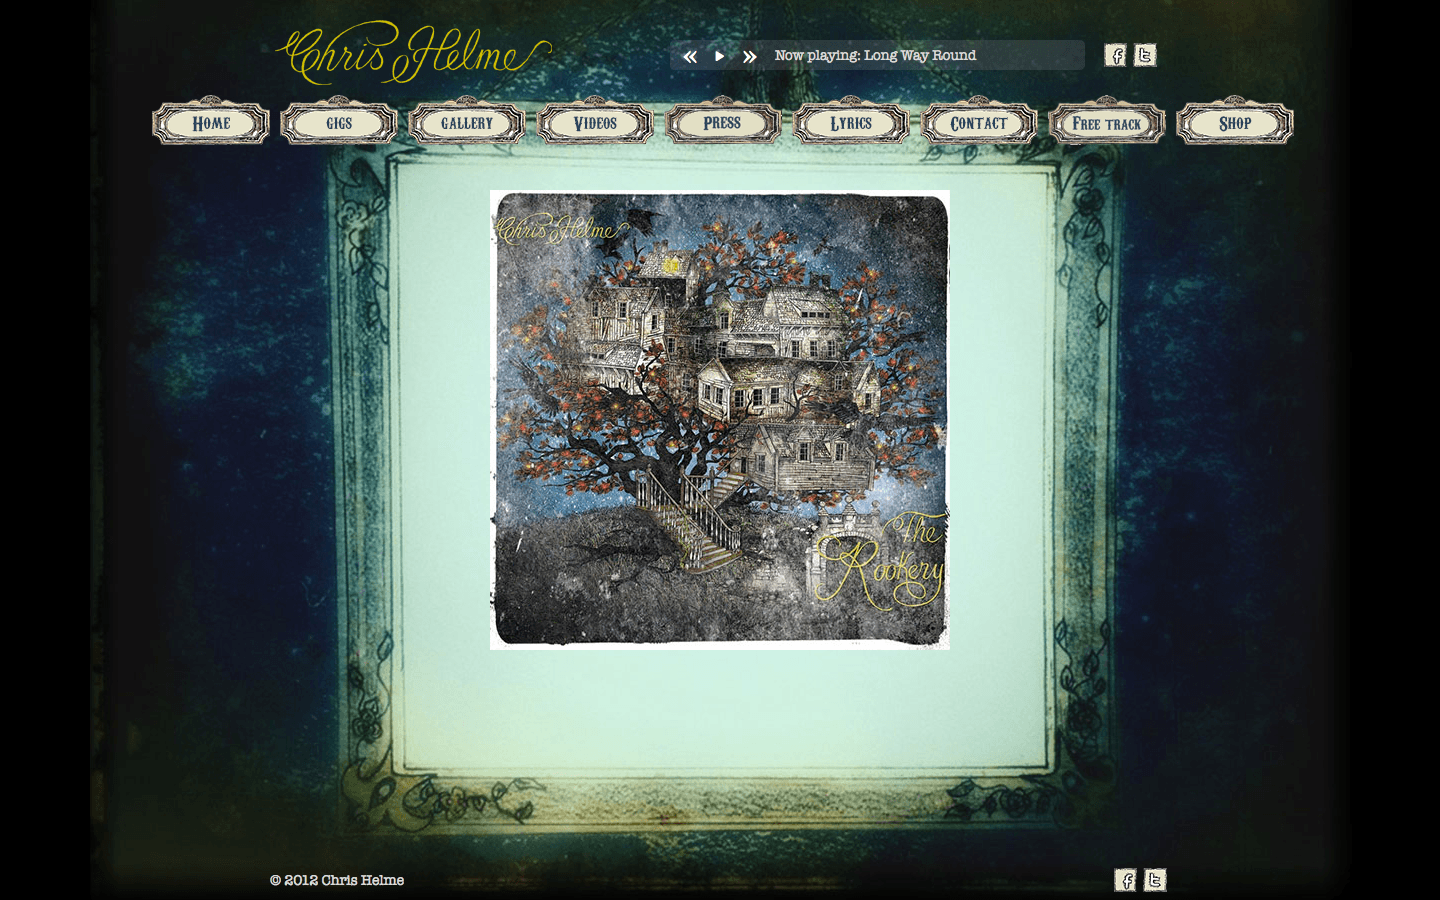 Chris Helme
Now playing: Long Way Round
f t
Home
gigs
gallery
Videos
Press
Lyrics
Contact
Free track
Shop
Chris Helme
The
Rookery
© 2012 Chris Helme
f t